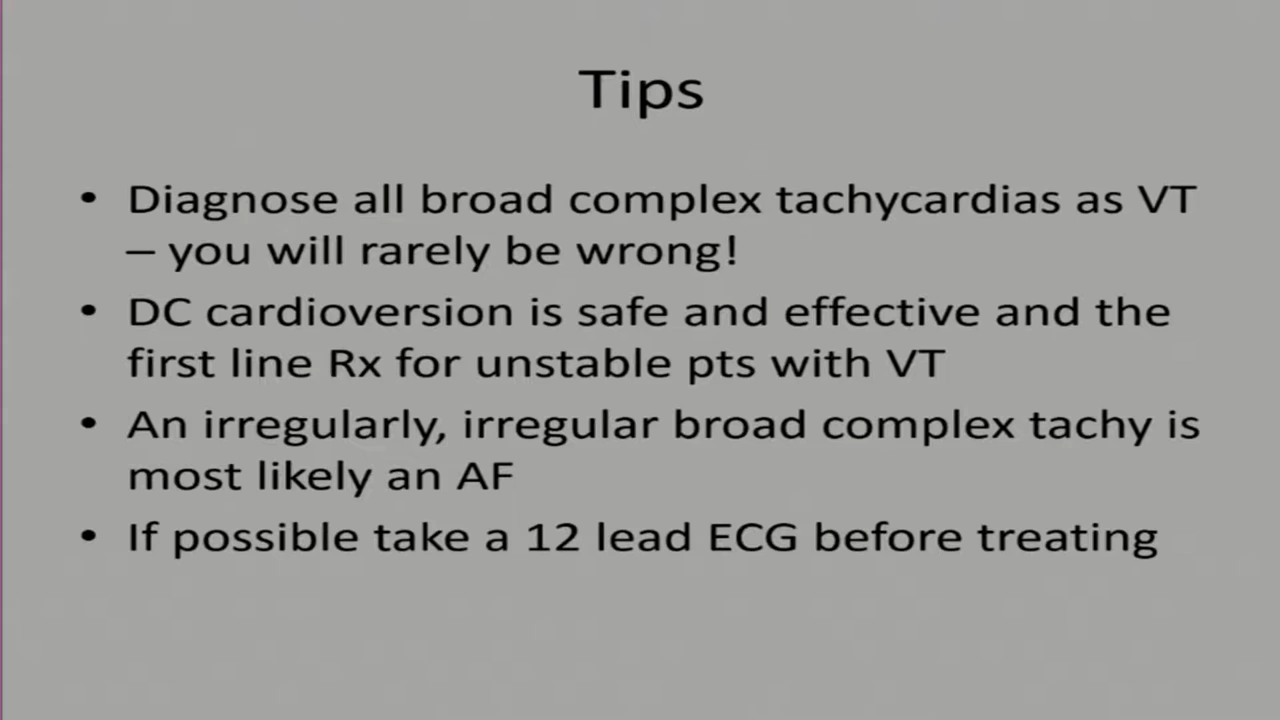 Tips
• Diagnose all broad complex tachycardias as VT
– you will rarely be wrong!
• DC cardioversion is safe and effective and the
first line Rx for unstable pts with VT
• An irregularly, irregular broad complex tachy is
most likely an AF
• If possible take a 12 lead ECG before treating